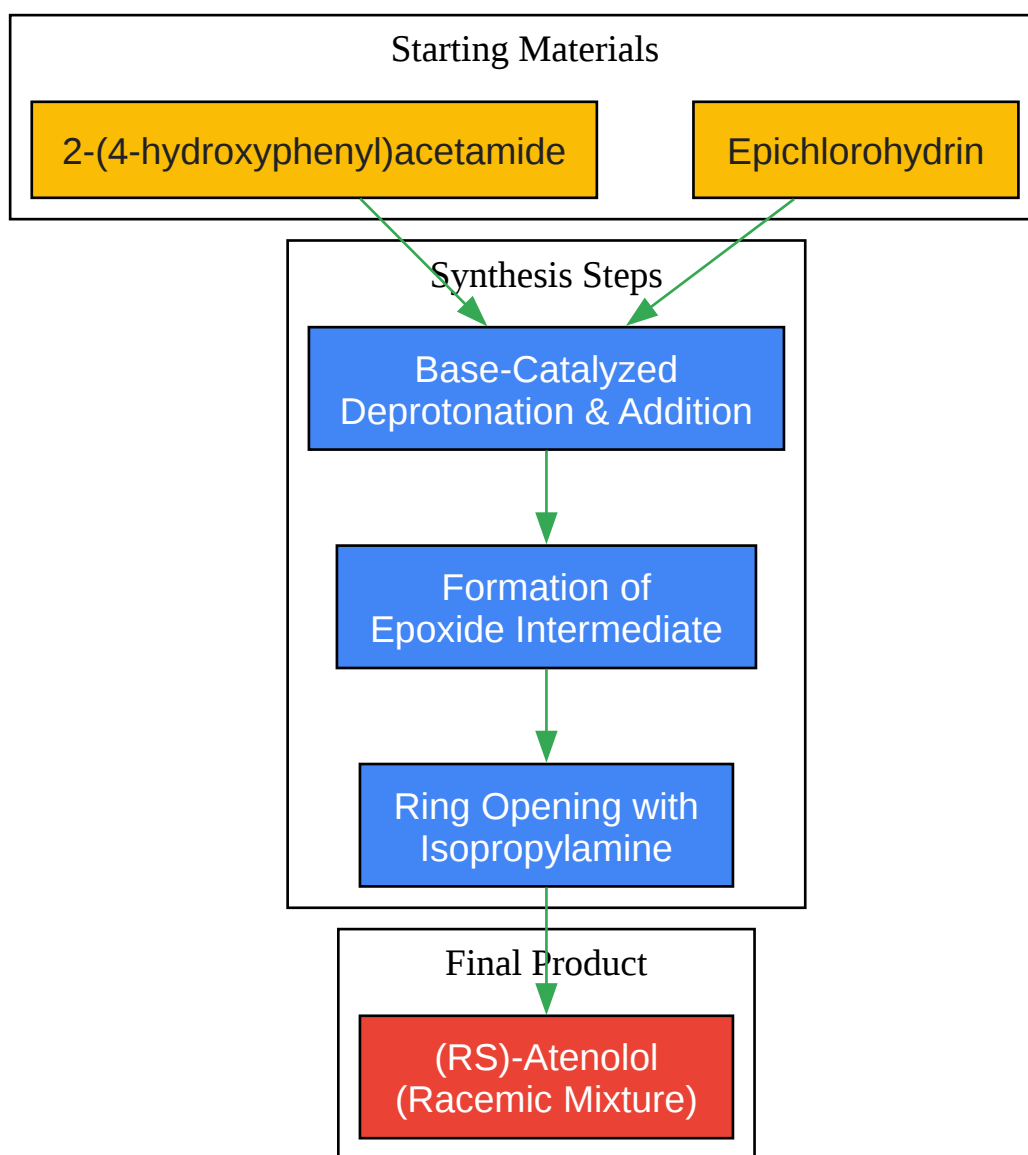 Starting Materials
2-(4-hydroxyphenyl)acetamide
Epichlorohydrin
Synthesis Steps
Base-Catalyzed
Deprotonation & Addition
Formation of
Epoxide Intermediate
Ring Opening with
Isopropylamine
Final Product
(RS)-Atenolol
(Racemic Mixture)